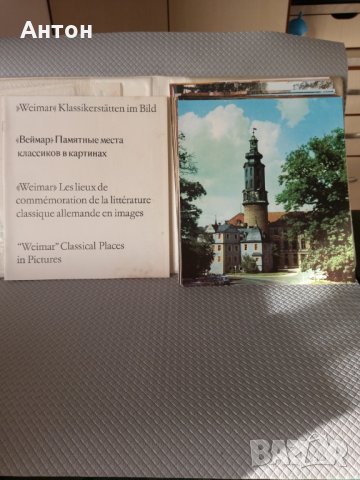 Антон
»Weimar« Klassikerstätten im Bild
«Веймар» Памятные места
классиков в картинах
«Weimar» Les lieux de
commémoration de la littérature
classique allemande en images
“Weimar” Classical Places
in Pictures
BAZAR